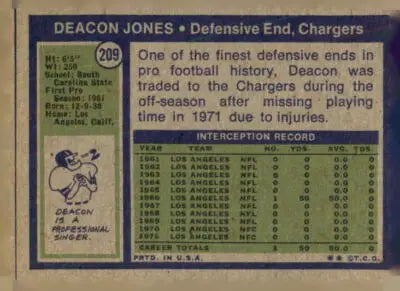 DEACON JONES • Defensive End, Chargers
209
Ht: 6'5"
Wt: 250
School: South
Carolina State
First Pro
Season: 1961
Born: 12-9-38
Home: Los
Angeles, Calif.
One of the finest defensive ends in
pro football history, Deacon was
traded to the Chargers during the
off-season after missing playing
time in 1971 due to injuries.
DEACON
IS A
PROFESSIONAL
SINGER.
INTERCEPTION RECORD
YEAR TEAM NO. YDS. AVG. TDS.
1961 LOS ANGELES NFL 0 0 0.0 0
1962 LOS ANGELES NFL 0 0 0.0 0
1963 LOS ANGELES NFL 0 0 0.0 0
1964 LOS ANGELES NFL 0 0 0.0 0
1965 LOS ANGELES NFL 0 0 0.0 0
1966 LOS ANGELES NFL 1 50 50.0 0
1967 LOS ANGELES NFL 0 0 0.0 0
1968 LOS ANGELES NFL 0 0 0.0 0
1969 LOS ANGELES NFL 0 0 0.0 0
1970 LOS ANGELES NFC 0 0 0.0 0
1971 LOS ANGELES NFC 0 0 0.0 0
CAREER TOTALS 1 50 50.0 0
PRTD. IN U.S.A. ✱ ✱ © T.C.G.